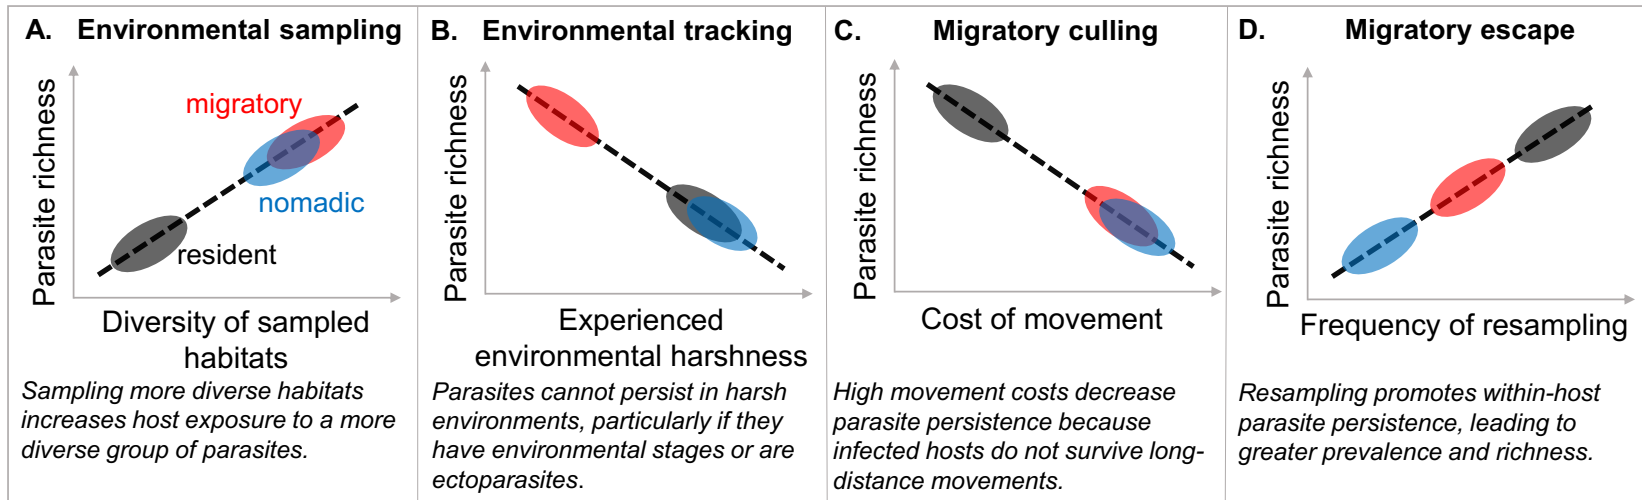 A. Environmental sampling
Parasite richness
migratory
nomadic
resident
Diversity of sampled
habitats
Sampling more diverse habitats
increases host exposure to a more
diverse group of parasites.
B. Environmental tracking
Parasite richness
Experienced
environmental harshness
Parasites cannot persist in harsh
environments, particularly if they
have environmental stages or are
ectoparasites.
C. Migratory culling
Parasite richness
Cost of movement
High movement costs decrease
parasite persistence because
infected hosts do not survive long-
distance movements.
D. Migratory escape
Parasite richness
Frequency of resampling
Resampling promotes within-host
parasite persistence, leading to
greater prevalence and richness.